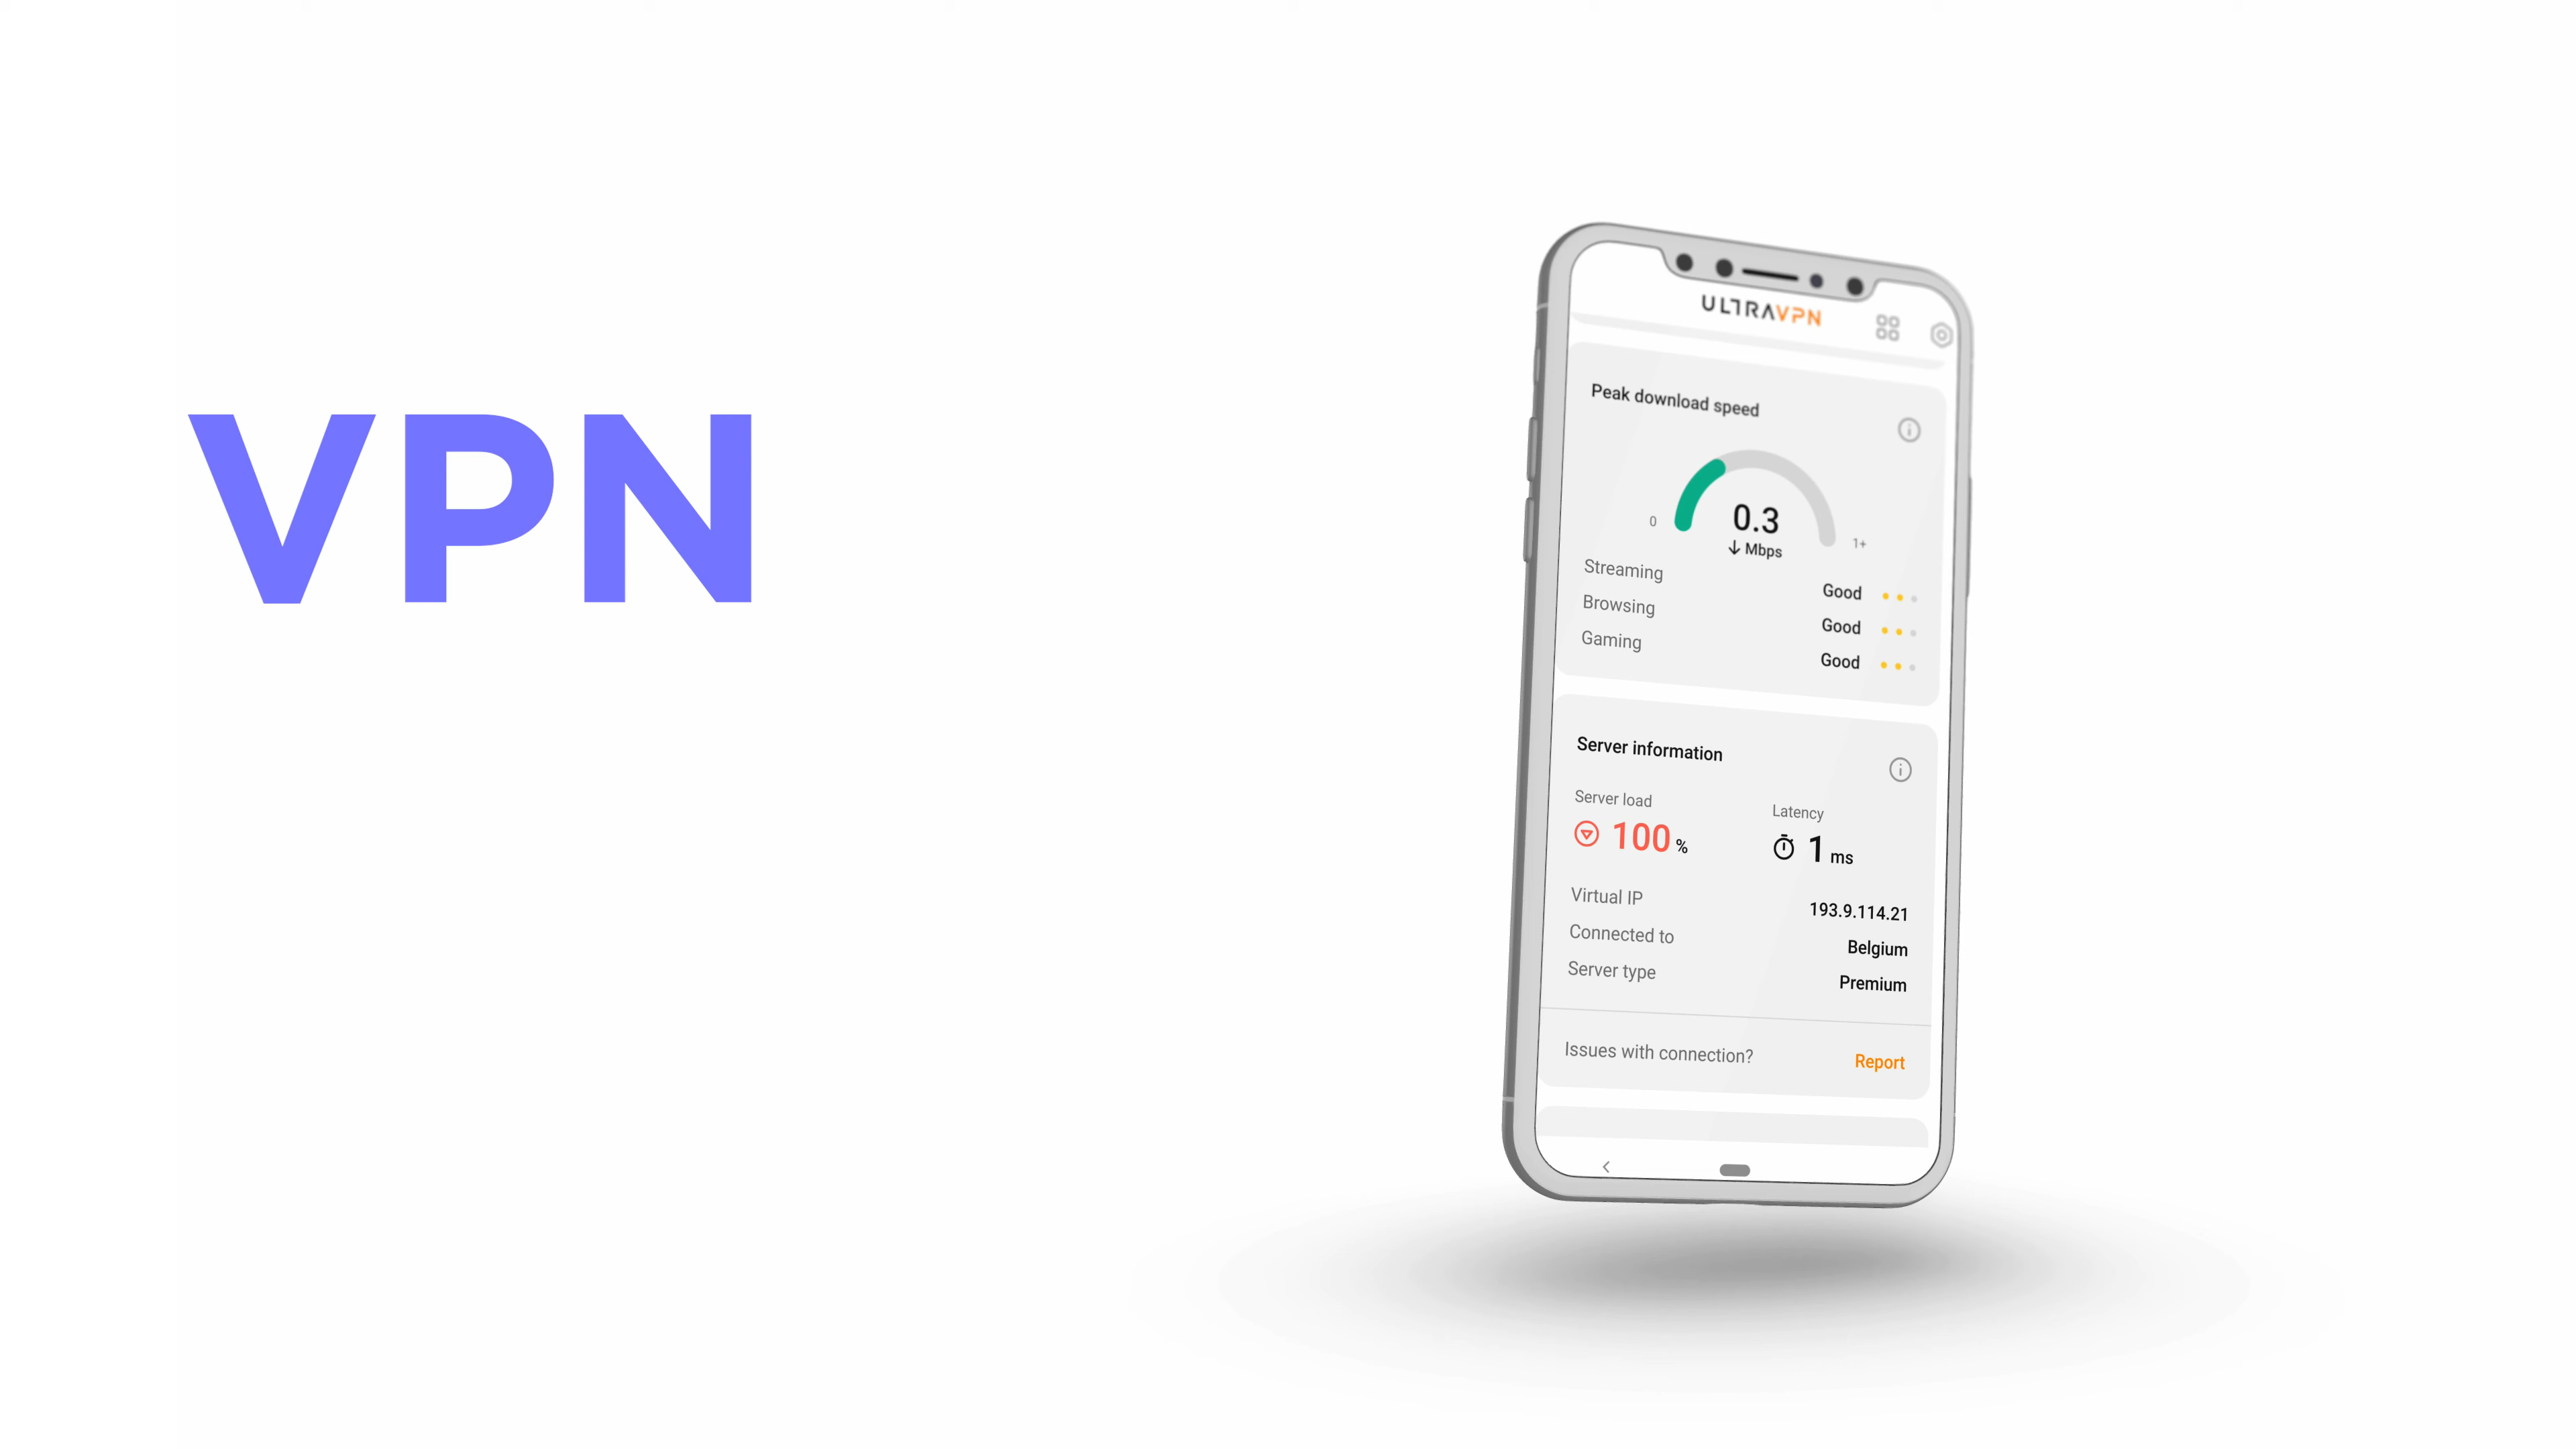 VPN
ULTRAVPN
Peak download speed
0
0.3
1+
Mbps
Streaming Good
Browsing Good
Gaming Good
Server information
Server load
Latency
100 %
1 ms
Virtual IP 193.9.114.21
Connected to Belgium
Server type Premium
Issues with connection? Report